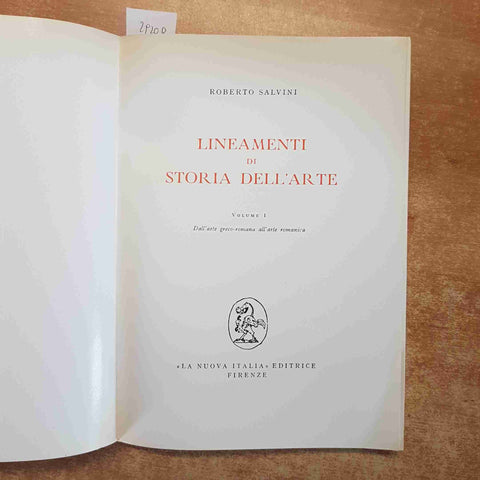 29200
ROBERTO SALVINI
LINEAMENTI
DI
STORIA DELL'ARTE
VOLUME I
Dall'arte greco-romana all'arte romanica
«LA NUOVA ITALIA» EDITRICE
FIRENZE